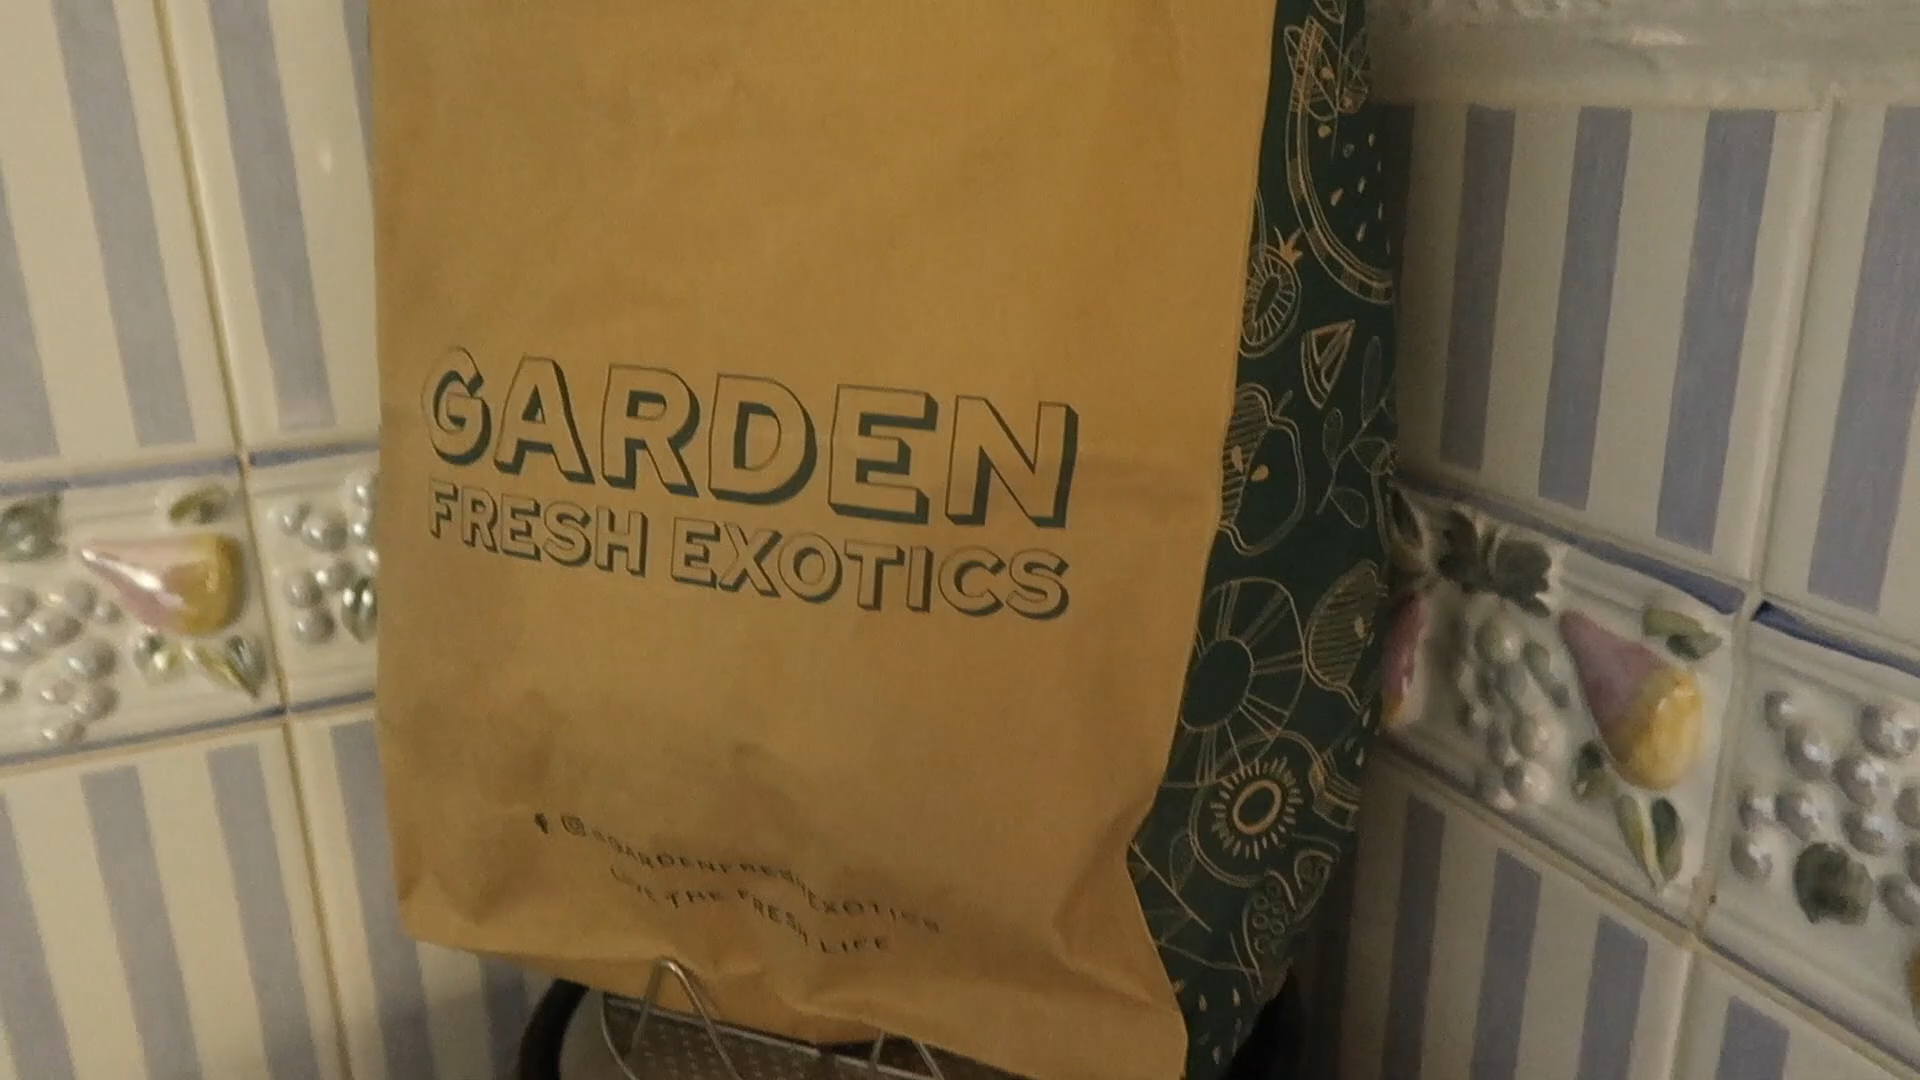 GARDEN
FRESH EXOTICS
@GARDENFRESHEXOTICS
LIVE THE FRESH LIFE